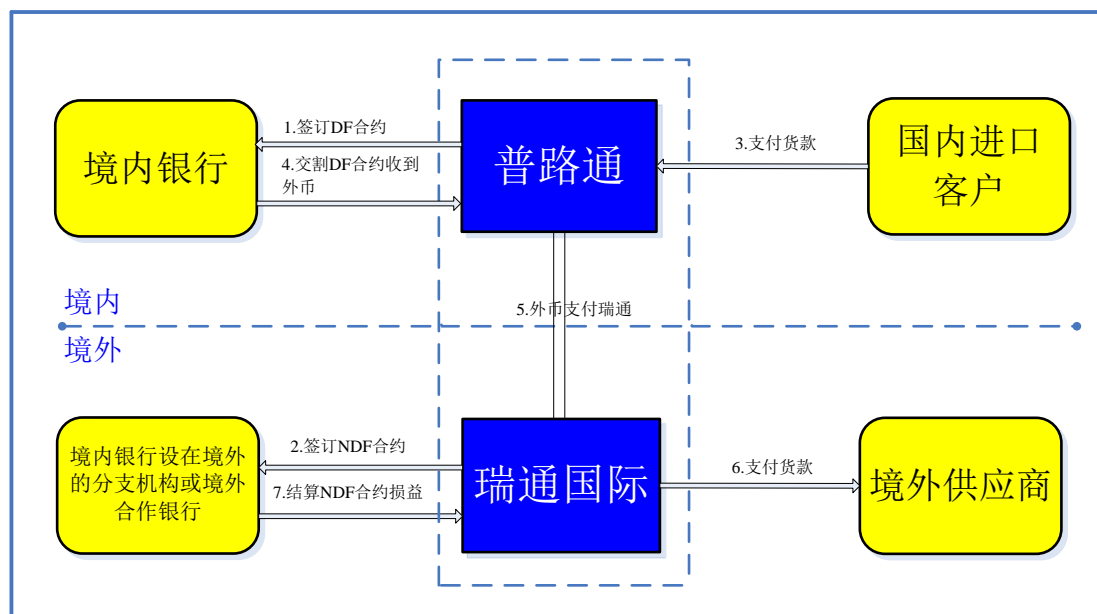 1.签订DF合约
境内银行
4.交割DF合约收到
外币
普路通
3.支付货款
国内进口
客户
境内
5.外币支付瑞通
境外
境内银行设在境外
的分支机构或境外
合作银行
2.签订NDF合约
7.结算NDF合约损益
瑞通国际
6.支付货款
境外供应商